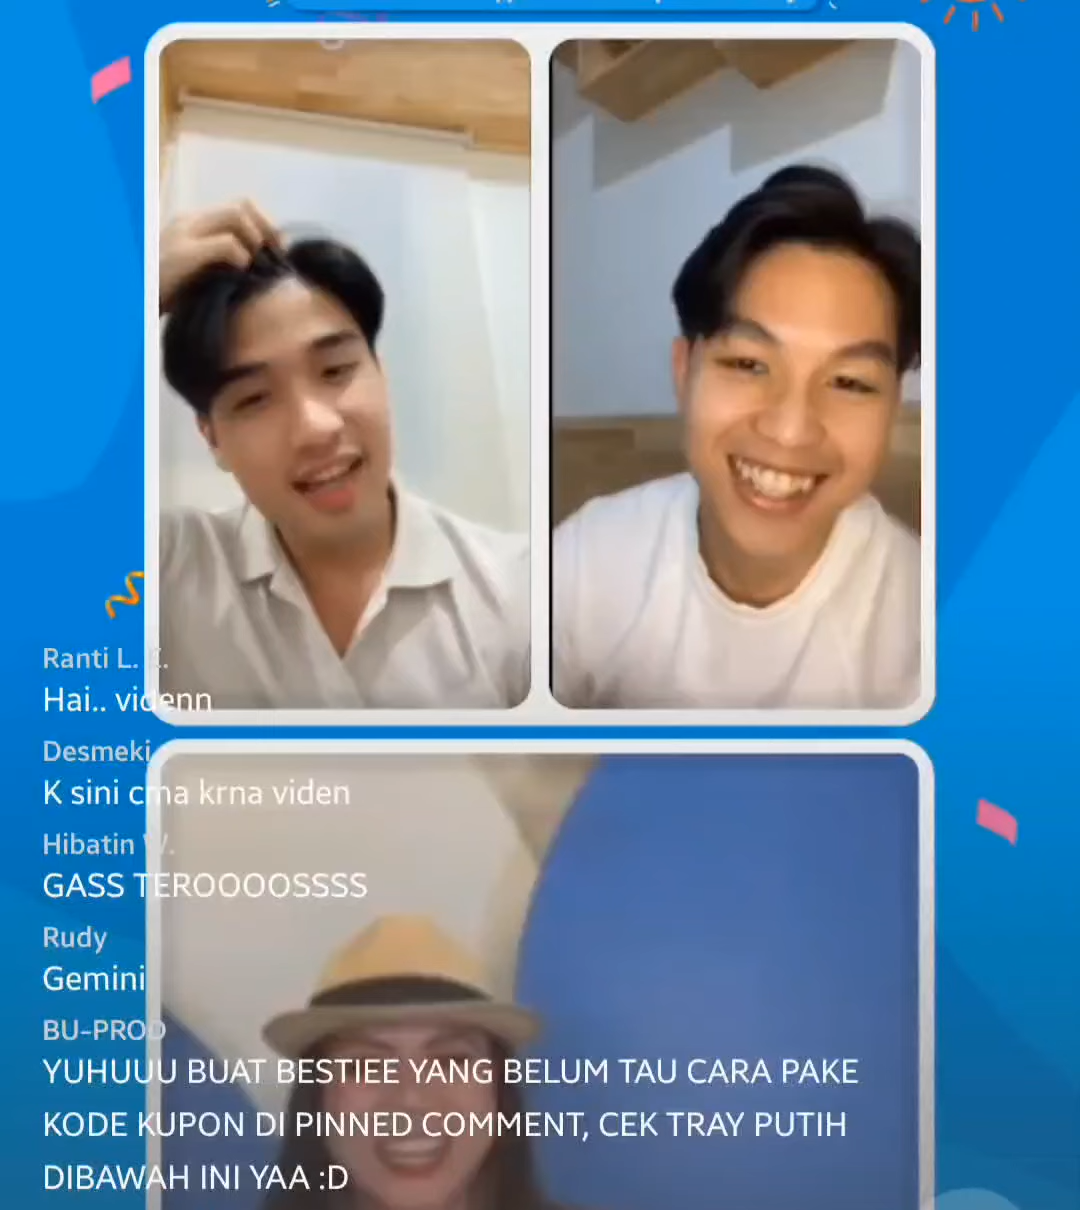 Ranti L.
Hai.. videnn
Desmeki
K sini cma krna viden
Hibatin W.
GASS TEROOOOSSSS
Rudy
Gemini
BU-PROD
YUHUUU BUAT BESTIEE YANG BELUM TAU CARA PAKE
KODE KUPON DI PINNED COMMENT, CEK TRAY PUTIH
DIBAWAH INI YAA :D